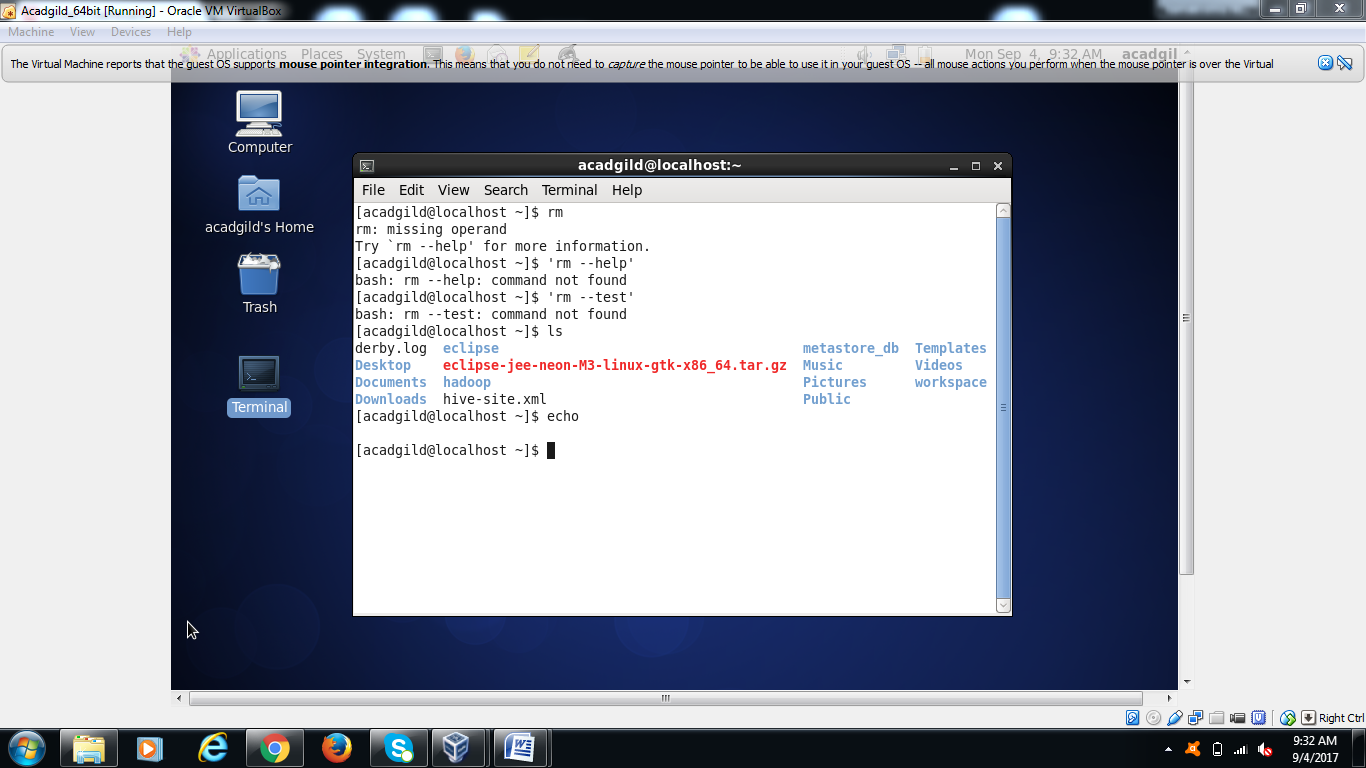 Acadgild_64bit [Running] - Oracle VM VirtualBox
Machine View Devices Help
Applications Places System Mon Sep 4, 9:32 AM acadgil
The Virtual Machine reports that the guest OS supports mouse pointer integration. This means that you do not need to capture the mouse pointer to be able to use it in your guest OS -- all mouse actions you perform when the mouse pointer is over the Virtual
Computer
acadgild's Home
Trash
Terminal
acadgild@localhost:~
File Edit View Search Terminal Help
[acadgild@localhost ~]$ rm
rm: missing operand
Try `rm --help' for more information.
[acadgild@localhost ~]$ 'rm --help'
bash: rm --help: command not found
[acadgild@localhost ~]$ 'rm --test'
bash: rm --test: command not found
[acadgild@localhost ~]$ ls
derby.log eclipse metastore_db Templates
Desktop eclipse-jee-neon-M3-linux-gtk-x86_64.tar.gz Music Videos
Documents hadoop Pictures workspace
Downloads hive-site.xml Public
[acadgild@localhost ~]$ echo
[acadgild@localhost ~]$
Right Ctrl
9:32 AM
9/4/2017